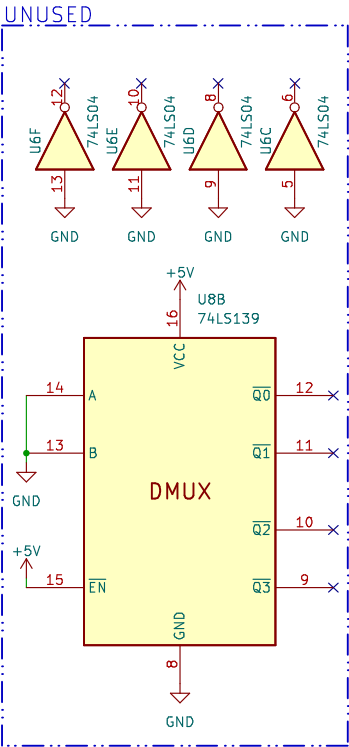 UNUSED
12
U6F
74LS04
13
GND
10
U6E
74LS04
11
GND
8
U6D
74LS04
9
GND
6
U6C
74LS04
5
GND
+5V
U8B
74LS139
16
VCC
14 A
Q0 12
13 B
Q1 11
GND
DMUX
Q2 10
+5V
15 EN
Q3 9
GND
8
GND